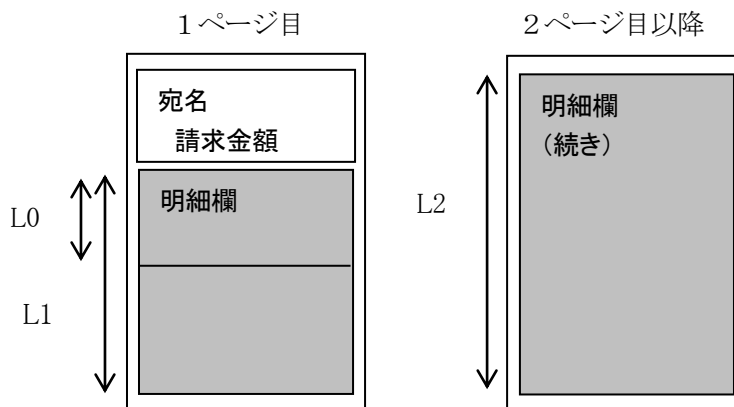 1ページ目
宛名
請求金額
明細欄
L0
L1
2ページ目以降
明細欄
(続き)
L2